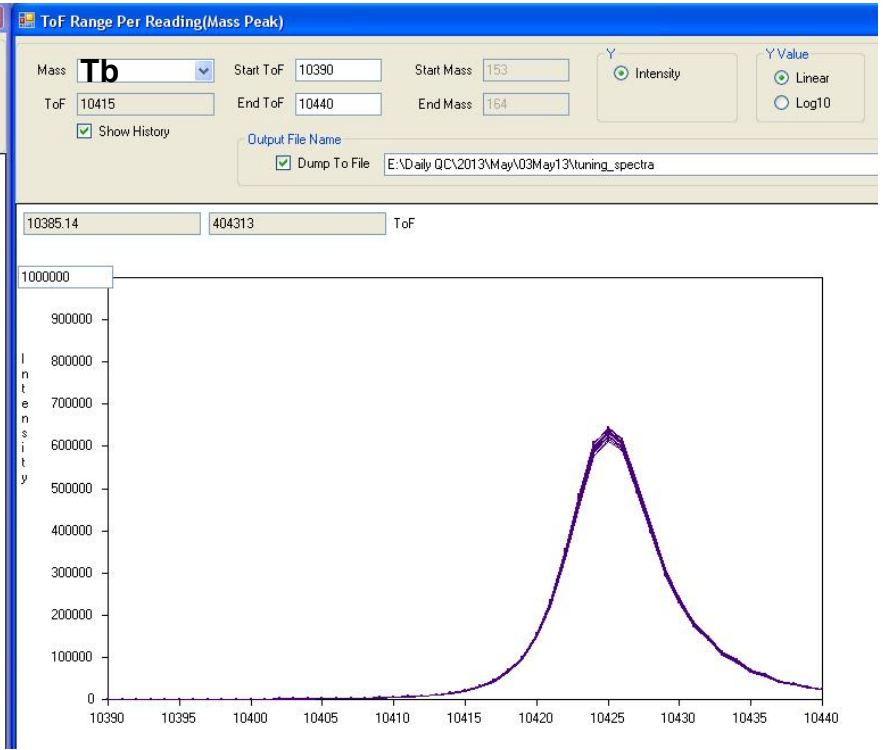 ToF Range Per Reading(Mass Peak)
Mass Tb Start ToF 10390 Start Mass 153 Y Intensity Y Value Linear
ToF 10415 End ToF 10440 End Mass 164 Log10
Show History
Output File Name
Dump To File E:\Daily QC\2013\May\03May13\tuning_spectra
10385.14 404313 ToF
1000000
900000
800000
700000
600000
500000
400000
300000
200000
100000
0
Intensity
10390 10395 10400 10405 10410 10415 10420 10425 10430 10435 10440